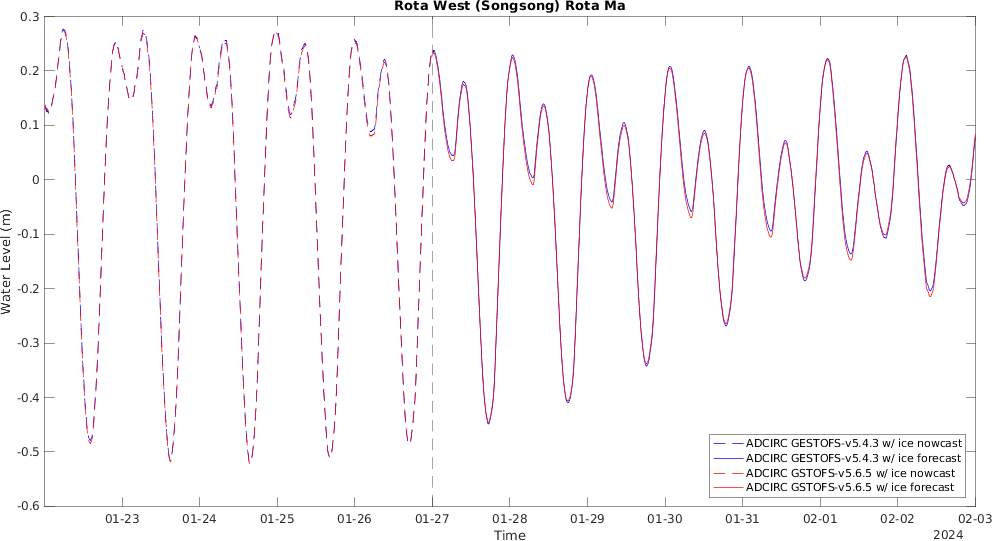 Rota West (Songsong) Rota Ma
0.3
0.2
0.1
0
-0.1
-0.2
-0.3
-0.4
-0.5
-0.6
Water Level (m)
ADCIRC GESTOFS-v5.4.3 w/ ice nowcast
ADCIRC GESTOFS-v5.4.3 w/ ice forecast
ADCIRC GSTOFS-v5.6.5 w/ ice nowcast
ADCIRC GSTOFS-v5.6.5 w/ ice forecast
01-23 01-24 01-25 01-26 01-27 01-28 01-29 01-30 01-31 02-01 02-02 02-03
Time
2024